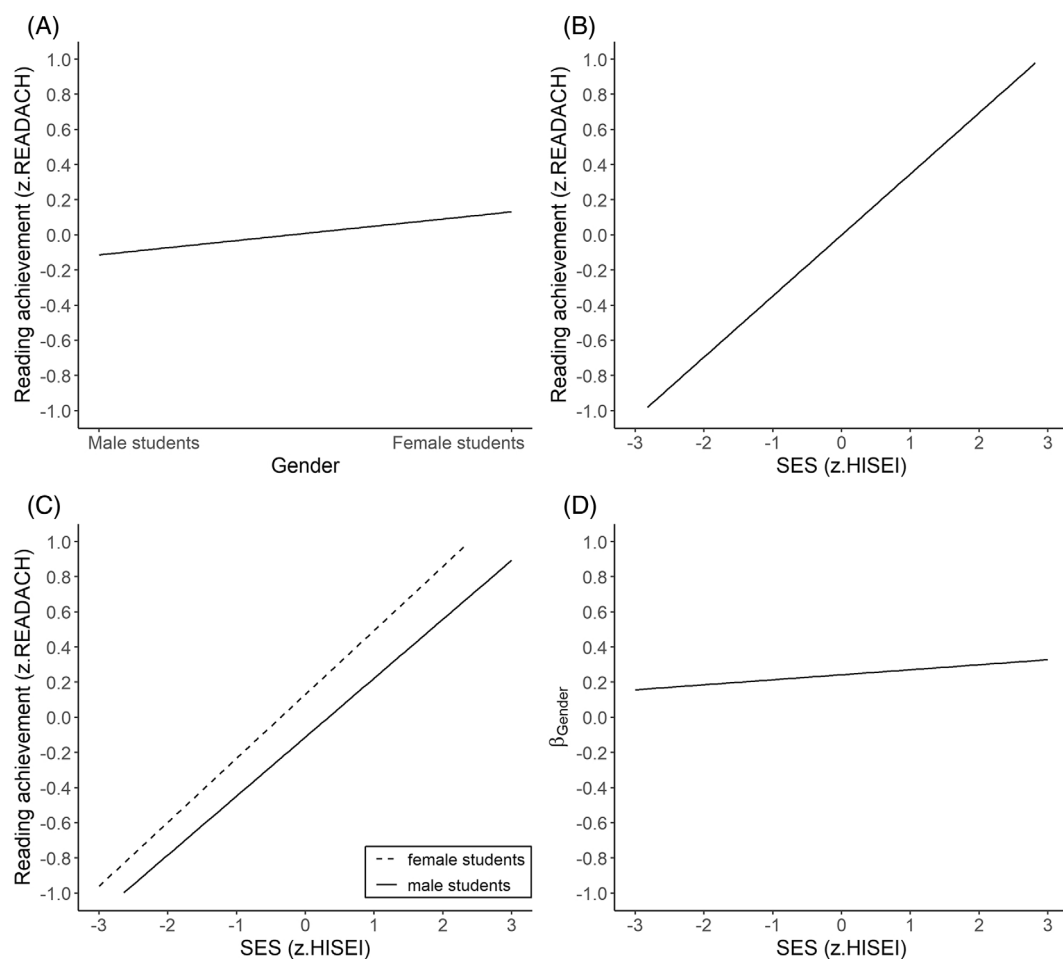 (A)
Reading achievement (z.READACH)
1.0
0.8
0.6
0.4
0.2
0.0
-0.2
-0.4
-0.6
-0.8
-1.0
Male students Female students
Gender
(B)
Reading achievement (z.READACH)
1.0
0.8
0.6
0.4
0.2
0.0
-0.2
-0.4
-0.6
-0.8
-1.0
-3 -2 -1 0 1 2 3
SES (z.HISEI)
(C)
Reading achievement (z.READACH)
1.0
0.8
0.6
0.4
0.2
0.0
-0.2
-0.4
-0.6
-0.8
-1.0
female students
male students
-3 -2 -1 0 1 2 3
SES (z.HISEI)
(D)
βGender
1.0
0.8
0.6
0.4
0.2
0.0
-0.2
-0.4
-0.6
-0.8
-1.0
-3 -2 -1 0 1 2 3
SES (z.HISEI)